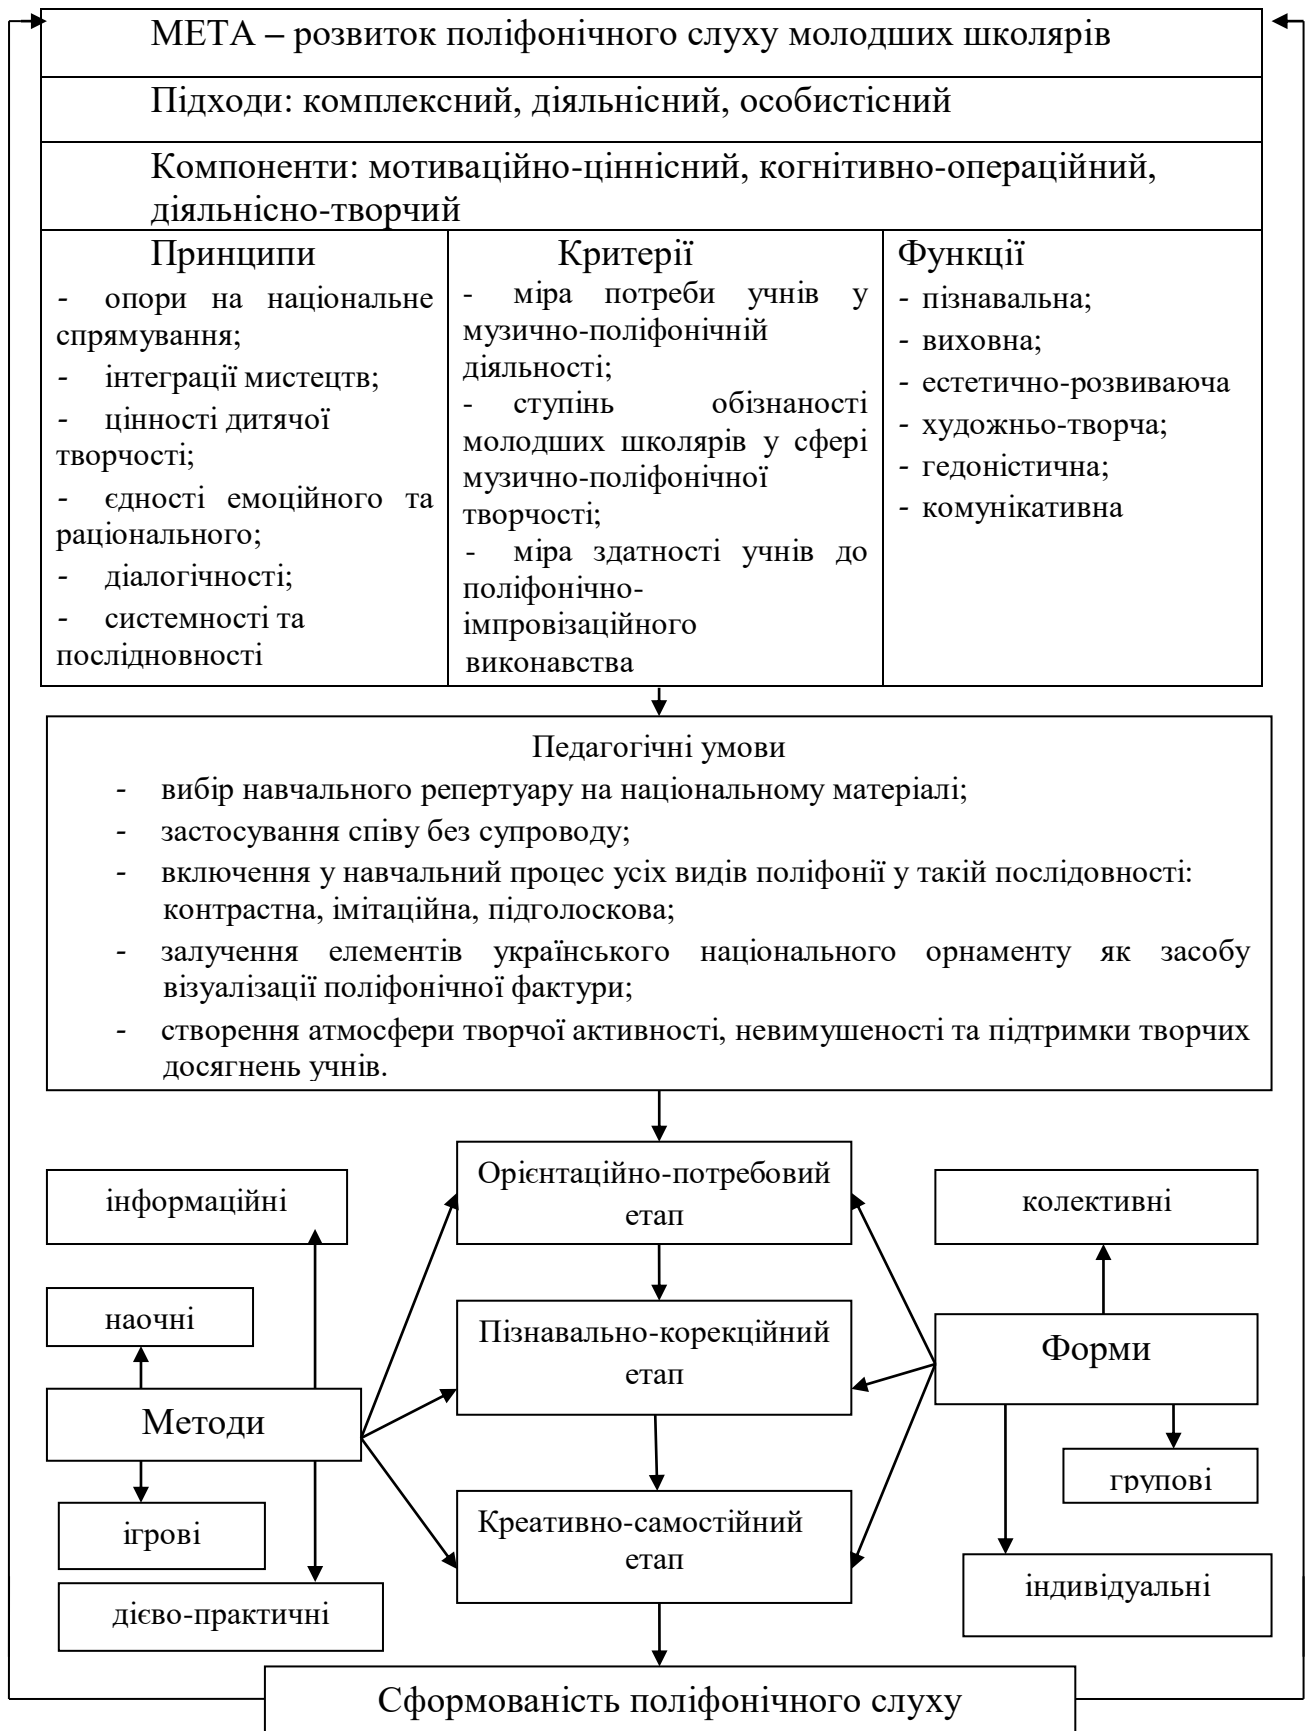 МЕТА – розвиток поліфонічного слуху молодших школярів
Підходи: комплексний, діяльнісний, особистісний
Компоненти: мотиваційно-ціннісний, когнітивно-операційний,
діяльнісно-творчий
Принципи
- опори на національне
спрямування;
- інтеграції мистецтв;
- цінності дитячої
творчості;
- єдності емоційного та
раціонального;
- діалогічності;
- системності та
послідновності
Критерії
- міра потреби учнів у
музично-поліфонічній
діяльності;
- ступінь обізнаності
молодших школярів у сфері
музично-поліфонічної
творчості;
- міра здатності учнів до
поліфонічно-
імпровізаційного
виконавства
Функції
- пізнавальна;
- виховна;
- естетично-розвиваюча
- художньо-творча;
- гедоністична;
- комунікативна
Педагогічні умови
- вибір навчального репертуару на національному матеріалі;
- застосування співу без супроводу;
- включення у навчальний процес усіх видів поліфонії у такій послідовності:
контрастна, імітаційна, підголоскова;
- залучення елементів українського національного орнаменту як засобу
візуалізації поліфонічної фактури;
- створення атмосфери творчої активності, невимушеності та підтримки творчих
досягнень учнів.
Орієнтаційно-потребовий
етап
інформаційні
колективні
наочні
Пізнавально-корекційний
етап
Форми
Методи
групові
ігрові
Креативно-самостійний
етап
індивідуальні
дієво-практичні
Сформованість поліфонічного слуху